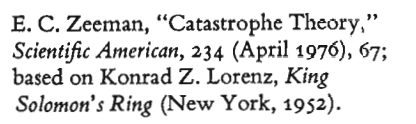 E. C. Zeeman, “Catastrophe Theory,”
Scientific American, 234 (April 1976), 67;
based on Konrad Z. Lorenz, King
Solomon's Ring (New York, 1952).